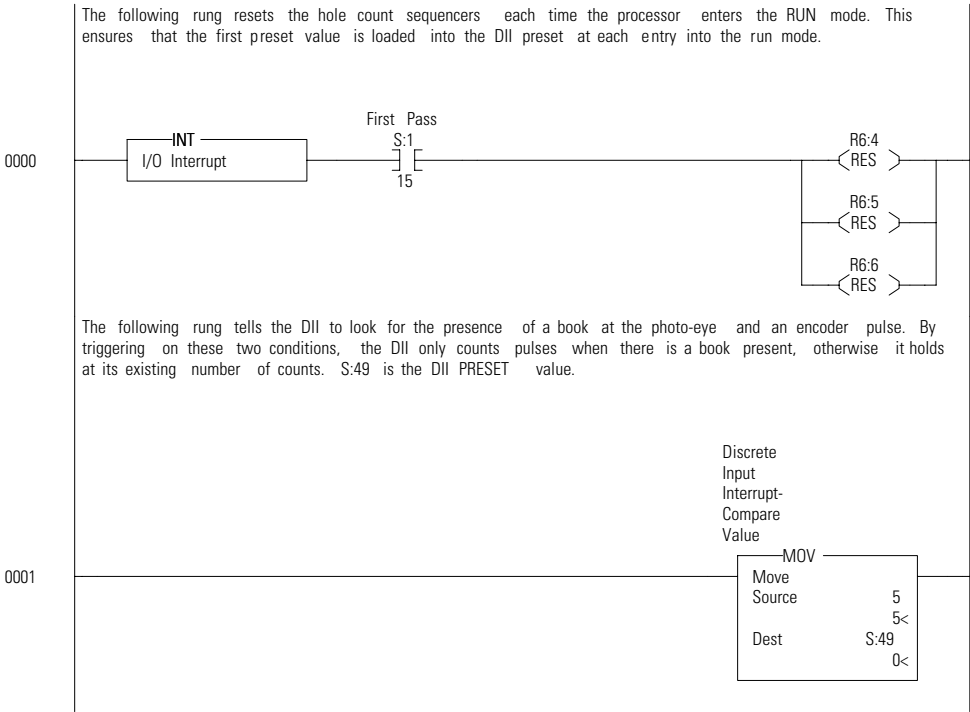 The following rung resets the hole count sequencers each time the processor enters the RUN mode. This
ensures that the first preset value is loaded into the DII preset at each entry into the run mode.
First Pass
INT
S:1
R6:4
0000
I/O Interrupt
RES
15
R6:5
RES
R6:6
RES
The following rung tells the DII to look for the presence of a book at the photo-eye and an encoder pulse. By
triggering on these two conditions, the DII only counts pulses when there is a book present, otherwise it holds
at its existing number of counts. S:49 is the DII PRESET value.
Discrete
Input
Interrupt-
Compare
Value
MOV
0001
Move
Source 5
5<
Dest S:49
0<